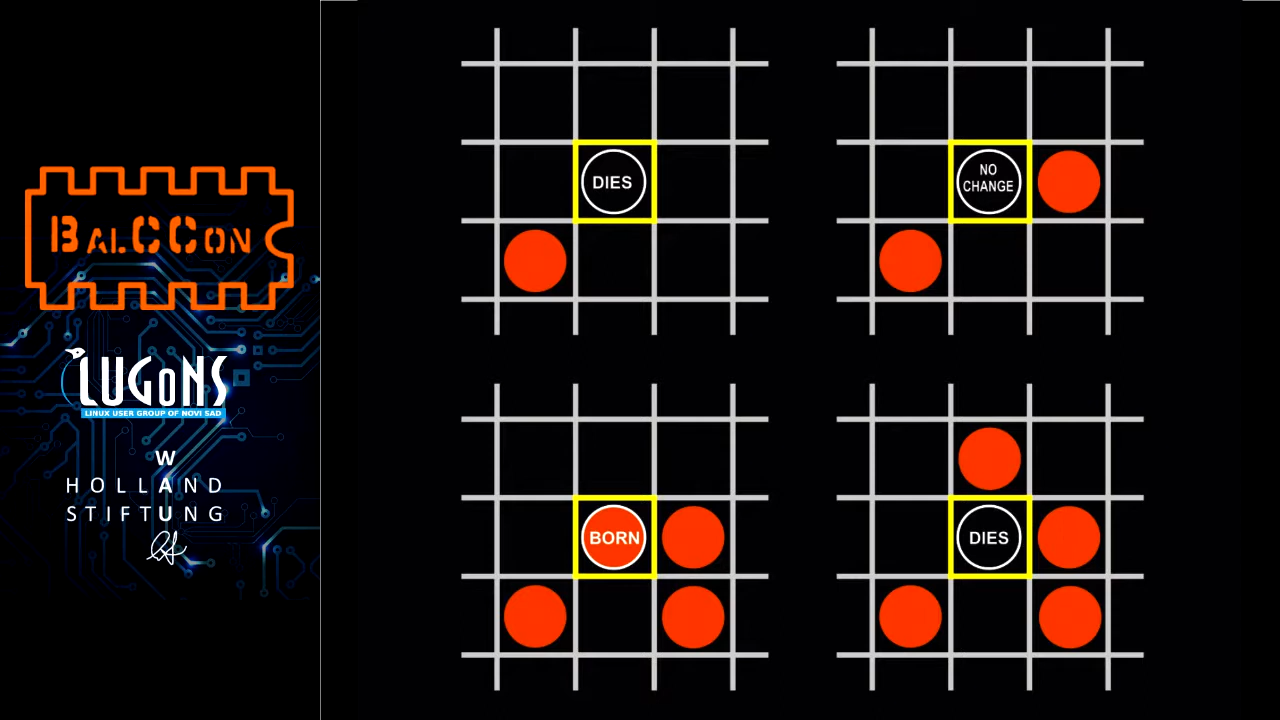 BALCCON
LUGONS
LINUX USER GROUP OF NOVI SAD
W
HOLLAND
STIFTUNG
DIES
NO
CHANGE
BORN
DIES